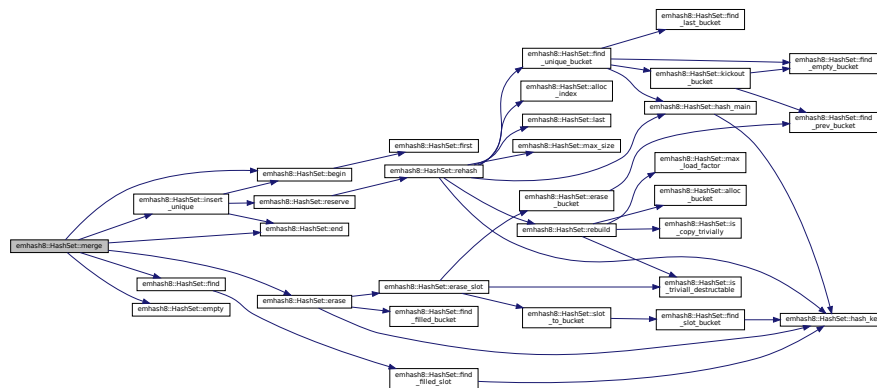 emhash8::HashSet::merge
emhash8::HashSet::insert
_unique
emhash8::HashSet::find
emhash8::HashSet::empty
emhash8::HashSet::begin
emhash8::HashSet::reserve
emhash8::HashSet::end
emhash8::HashSet::erase
emhash8::HashSet::first
emhash8::HashSet::rehash
emhash8::HashSet::erase_slot
emhash8::HashSet::find
_filled_bucket
emhash8::HashSet::find
_filled_slot
emhash8::HashSet::find
_unique_bucket
emhash8::HashSet::alloc
_index
emhash8::HashSet::last
emhash8::HashSet::max_size
emhash8::HashSet::erase
_bucket
emhash8::HashSet::rebuild
emhash8::HashSet::slot
_to_bucket
emhash8::HashSet::find
_last_bucket
emhash8::HashSet::kickout
_bucket
emhash8::HashSet::hash_main
emhash8::HashSet::max
_load_factor
emhash8::HashSet::alloc
_bucket
emhash8::HashSet::is
_copy_trivially
emhash8::HashSet::is
_triviall_destructable
emhash8::HashSet::find
_slot_bucket
emhash8::HashSet::find
_empty_bucket
emhash8::HashSet::find
_prev_bucket
emhash8::HashSet::hash_ke